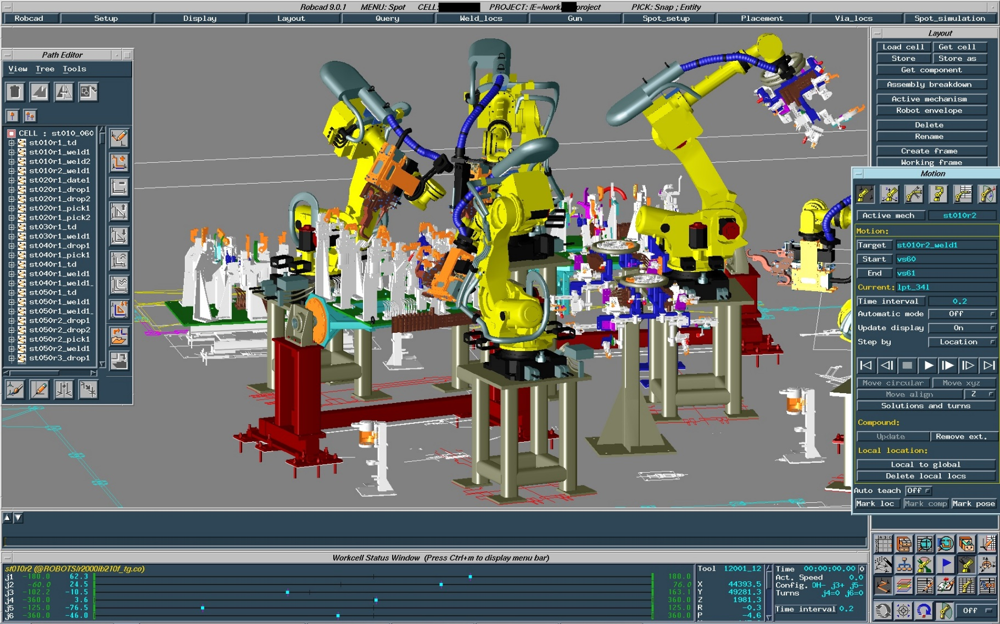 Robcad 9.0.1 MENU: Spot CELL: PROJECT: /E=/work project PICK: Snap ; Entity
Robcad Setup Display Layout Query Weld_locs Gun Spot_setup Placement Via_locs Spot_simulation
Path Editor
View Tree Tools
CELL : st010_060
st010r1_td
st010r1_weld1
st010r1_weld2
st010r2_weld1
st020r1_date1
st020r1_drop1
st020r1_drop2
st020r1_pick1
st020r1_pick2
st030r1_td
st030r1_weld1
st040r1_drop1
st040r1_pick1
st040r1_td
st040r1_weld1
st040r1_weld1_
st050r1_td
st050r1_weld1
st050r1_weld1_
st050r2_drop1
st050r2_drop2
st050r2_pick1
st050r2_weld1
st050r3_drop1
Layout
Load cell Get cell
Store Store as
Get component
Assembly breakdown
Active mechanism
Robot envelope
Delete
Rename
Create frame
Working frame
Motion
Active mech st010r2
Motion:
Target st010r2_weld1
Start vs60
End vs61
Current: lpt_34l
Time interval 0.2
Automatic mode Off
Update display On
Step by Location
Move circular Move xyz
Move align Z
Solutions and turns
Compound:
Update Remove ext.
Local location:
Local to global
Delete local locs
Auto teach Off
Mark loc Mark comp Mark pose
Workcell Status Window (Press Ctrl+m to display menu bar)
st010r2 (@ROBOTS/r2000ib210f_tg.co)
j1 -180.0 62.3 180.0
j2 -60.0 24.5 76.0
j3 -102.2 -10.5 163.1
j4 -360.0 3.6 360.0
j5 -125.0 -76.5 125.0
j6 -360.0 -46.0 360.0
Tool 12001_12
X 44393.5
Y 49281.3
Z 1981.3
R -0.3
P -4.6
Time 00:00:00.00 0
Act. Speed 0.0
Config. OH- j3+ j5-
Turns j4=0 j6=0
Time interval 0.2
Off